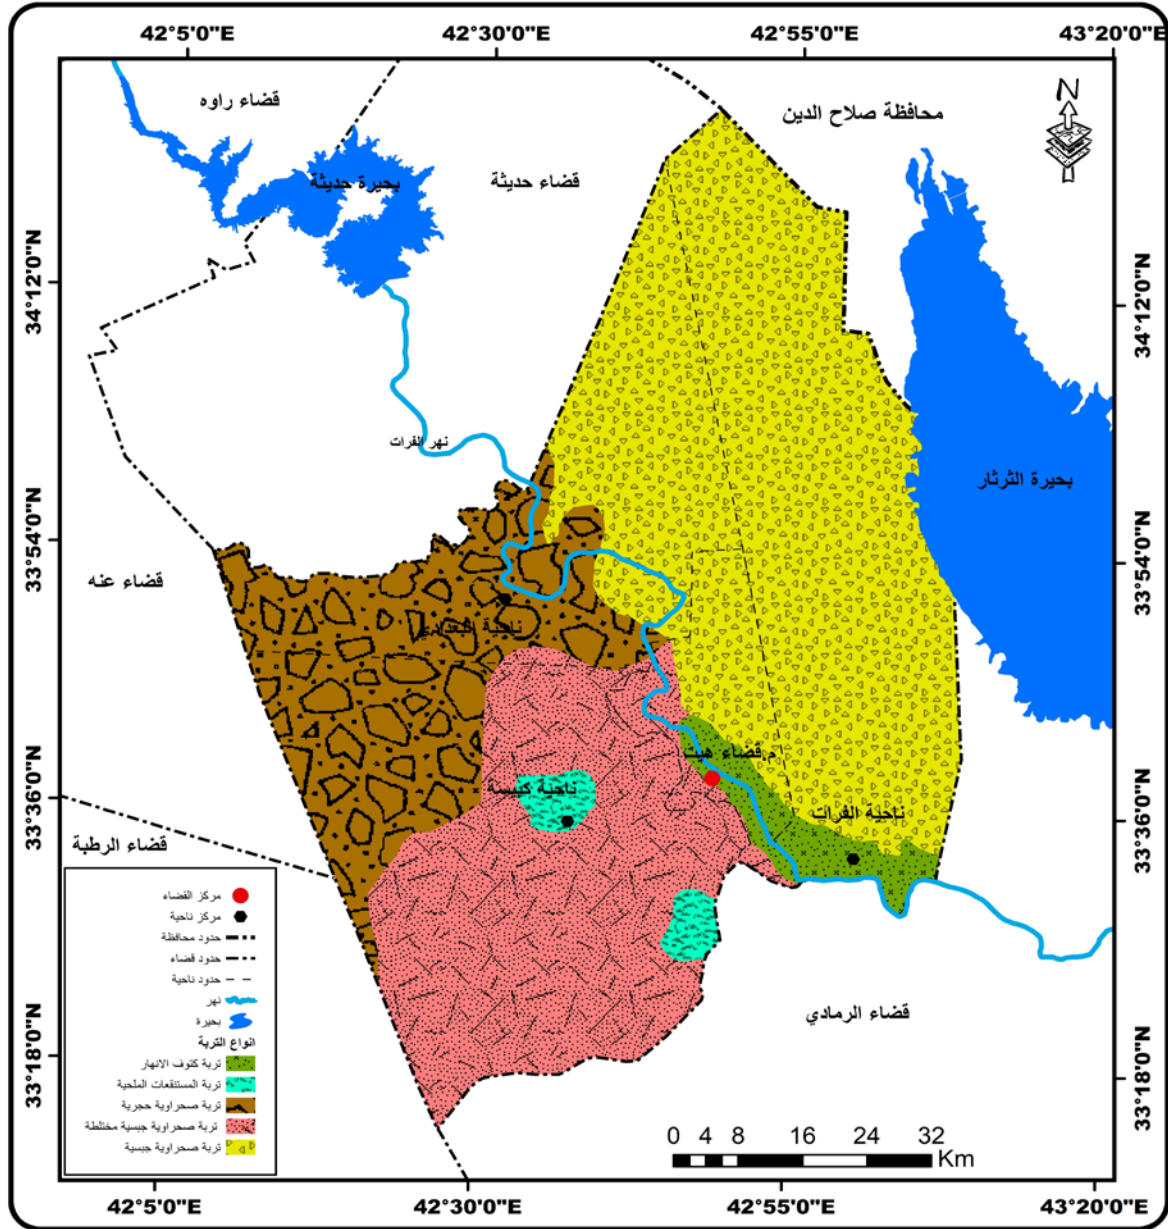 42°5'0"E
42°30'0"E
42°55'0"E
43°20'0"E
N
قضاء راوه
محافظة صلاح الدين
بحيرة حديثة
قضاء حديثة
34°12'0"N
34°12'0"N
نهر الفرات
بحيرة الثرثار
33°54'0"N
33°54'0"N
قضاء عنه
ناحية البغدادي
م.قضاء هيت
ناحية كبيسة
ناحية الفرات
33°36'0"N
33°36'0"N
قضاء الرطبة
مركز القضاء
مركز ناحية
حدود محافظة
حدود قضاء
حدود ناحية
نهر
بحيرة
انواع التربة
تربة كتوف الانهار
تربة المستنقعات الملحية
تربة صحراوية حجرية
تربة صحراوية جبسية مختلطة
تربة صحراوية جبسية
قضاء الرمادي
33°18'0"N
33°18'0"N
0 4 8 16 24 32
Km
42°5'0"E
42°30'0"E
42°55'0"E
43°20'0"E